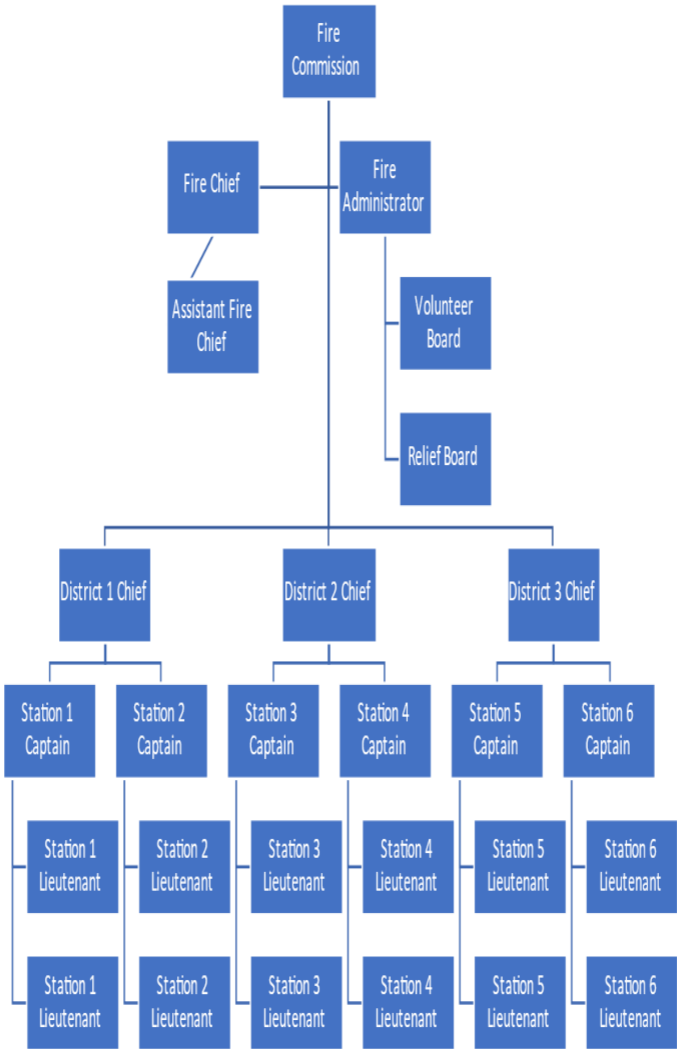 Fire
Commission
Fire Chief
Fire
Administrator
Assistant Fire
Chief
Volunteer
Board
Relief Board
District 1 Chief
District 2 Chief
District 3 Chief
Station 1
Captain
Station 2
Captain
Station 3
Captain
Station 4
Captain
Station 5
Captain
Station 6
Captain
Station 1
Lieutenant
Station 2
Lieutenant
Station 3
Lieutenant
Station 4
Lieutenant
Station 5
Lieutenant
Station 6
Lieutenant
Station 1
Lieutenant
Station 2
Lieutenant
Station 3
Lieutenant
Station 4
Lieutenant
Station 5
Lieutenant
Station 6
Lieutenant